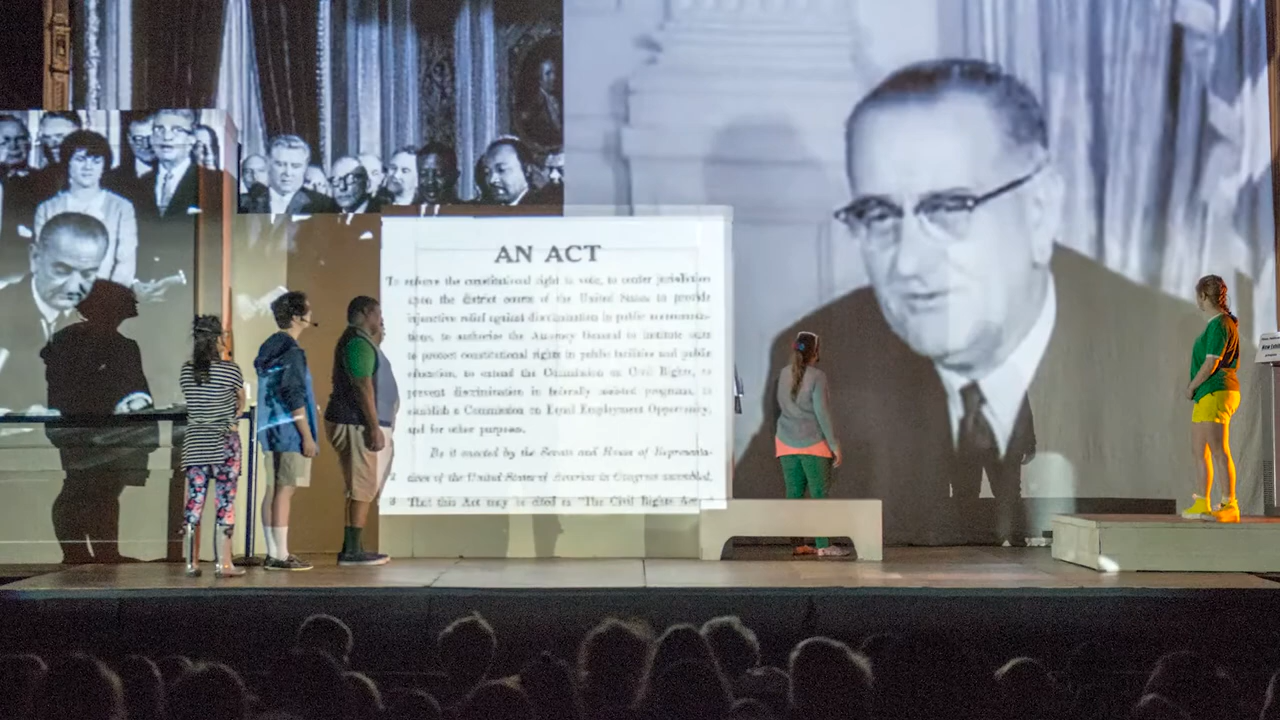 AN ACT
To enforce the constitutional right to vote, to confer jurisdiction
upon the district courts of the United States to provide
injunctive relief against discrimination in public accommoda-
tions, to authorize the Attorney General to institute suits
to protect constitutional rights in public facilities and public
education, to extend the Commission on Civil Rights, to
prevent discrimination in federally assisted programs, to
establish a Commission on Equal Employment Opportunity,
and for other purposes.
Be it enacted by the Senate and House of Representa-
2 tives of the United States of America in Congress assembled,
3 That this Act may be cited as "The Civil Rights Act